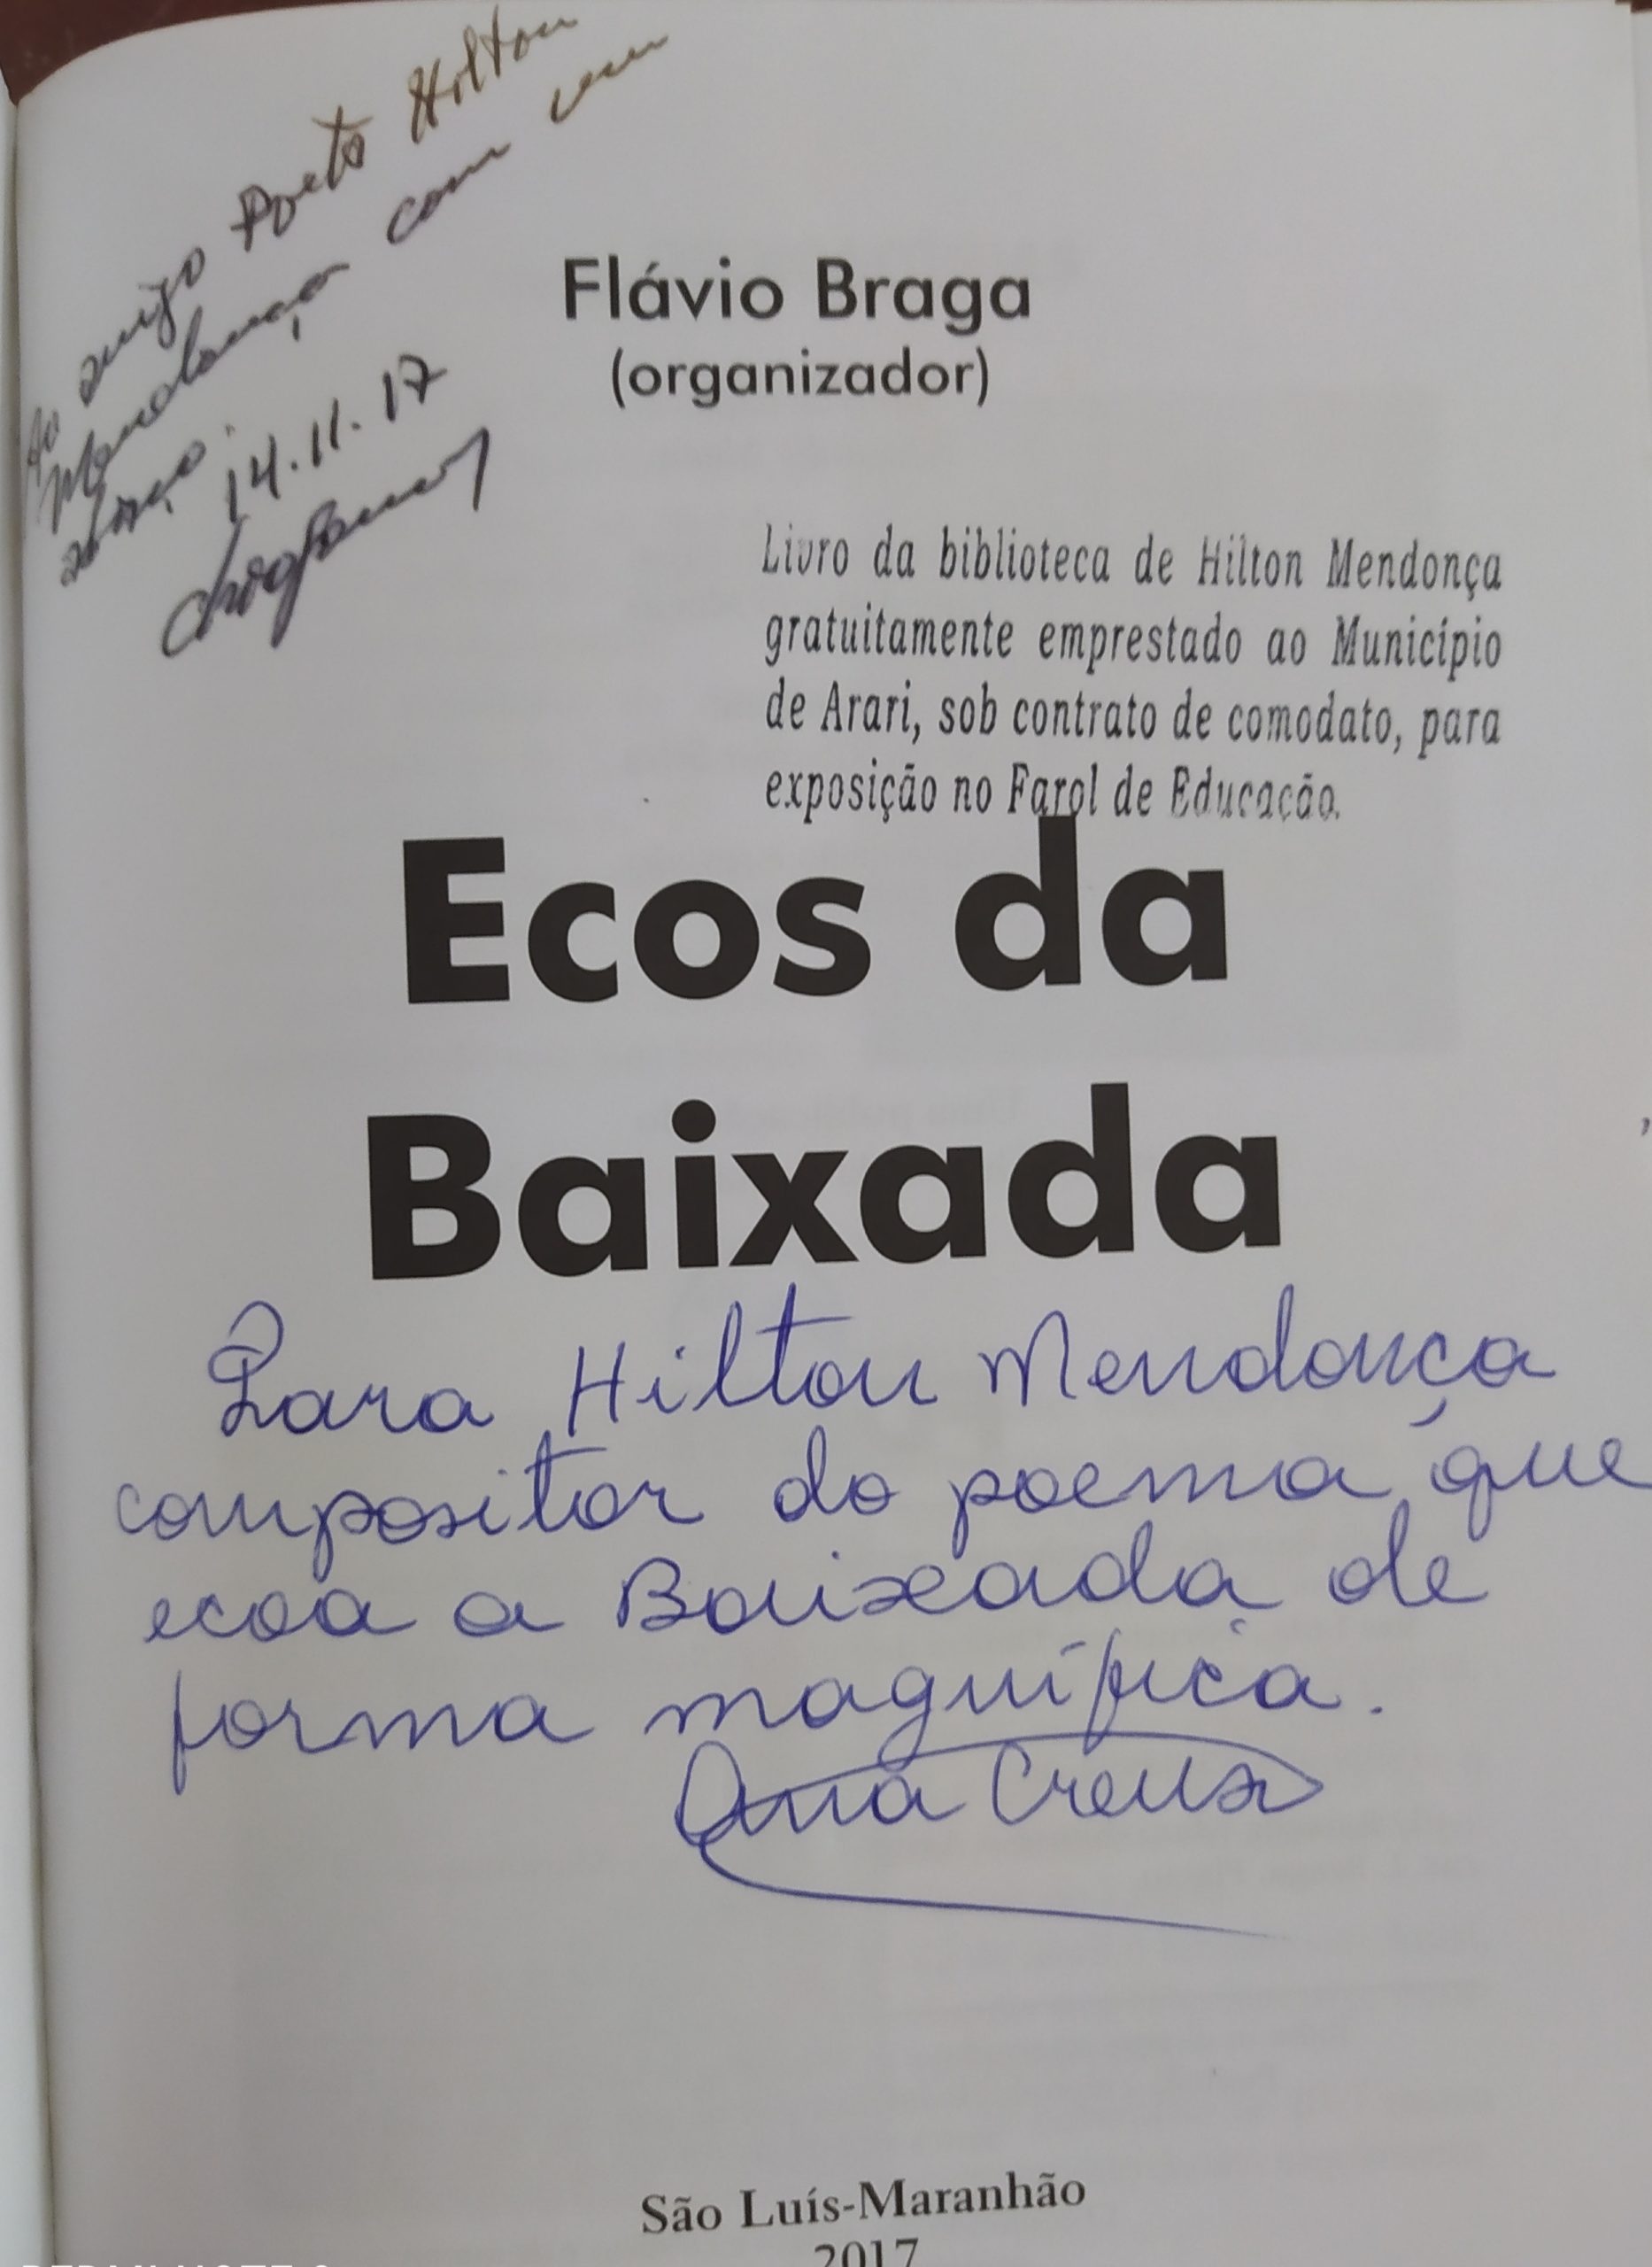 Ao amigo Poeta Hilton
Mendonça com um
abraço.
14.11.17
Flávio Braga
(organizador)
Livro da biblioteca de Hilton Mendonça
gratuitamente emprestado ao Município
de Arari, sob contrato de comodato, para
exposição no Farol de Educação.
Ecos da
Baixada
Para Hilton Mendonça
compositor do poema que
ecoa a Baixada de
forma magnífica.
Ana Creusa
São Luís-Maranhão
2017